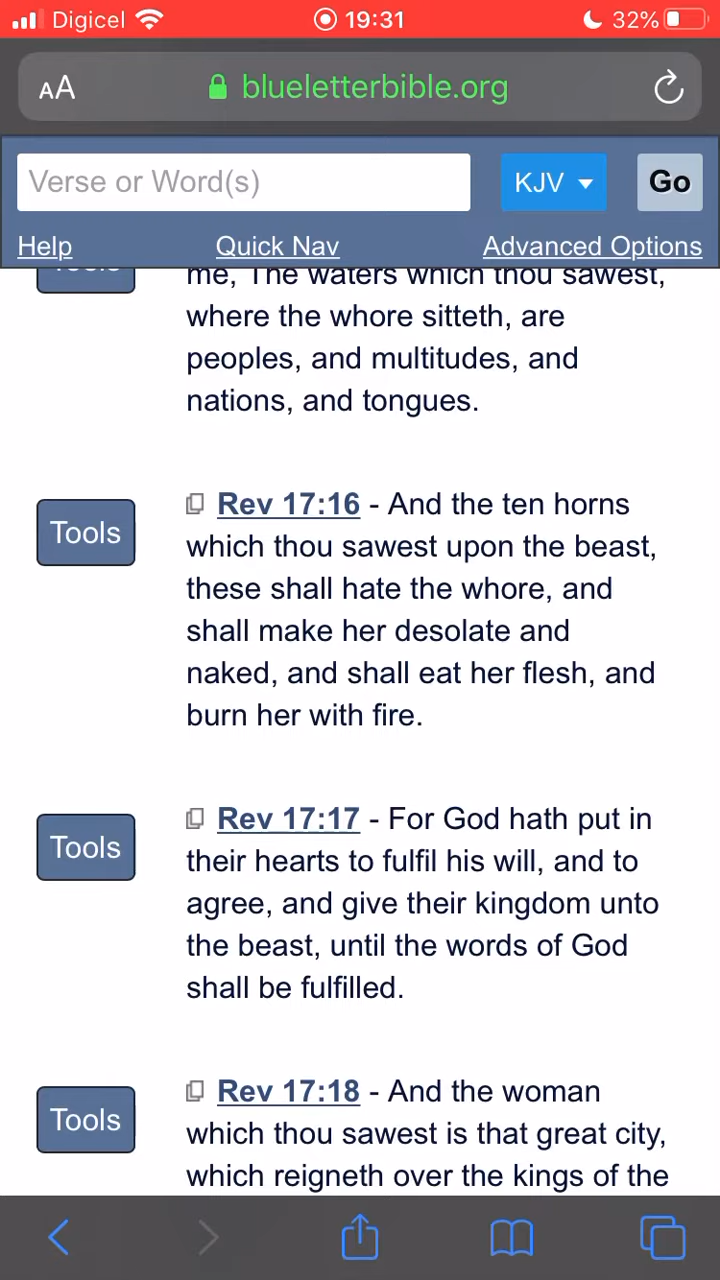 Digicel 19:31 32%
AA blueletterbible.org
Verse or Word(s) KJV Go
Help Quick Nav Advanced Options
Tools me, The waters which thou sawest,
where the whore sitteth, are
peoples, and multitudes, and
nations, and tongues.
Tools Rev 17:16 - And the ten horns
which thou sawest upon the beast,
these shall hate the whore, and
shall make her desolate and
naked, and shall eat her flesh, and
burn her with fire.
Tools Rev 17:17 - For God hath put in
their hearts to fulfil his will, and to
agree, and give their kingdom unto
the beast, until the words of God
shall be fulfilled.
Tools Rev 17:18 - And the woman
which thou sawest is that great city,
which reigneth over the kings of the